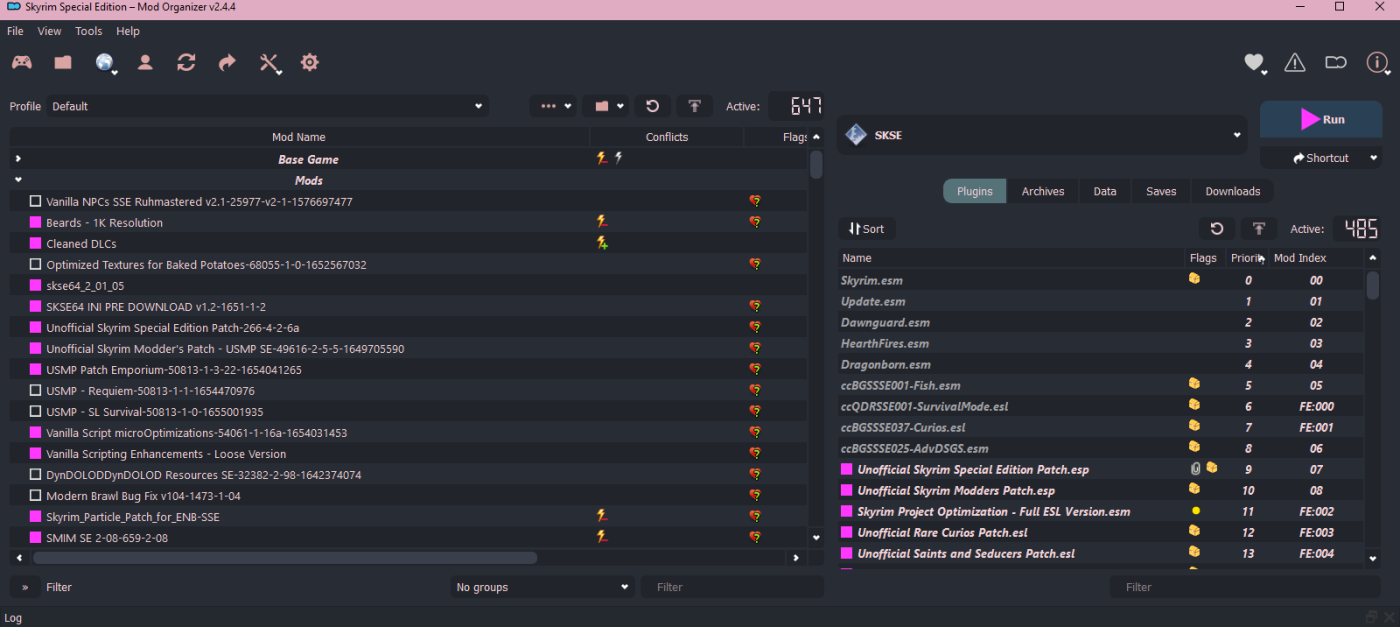 Skyrim Special Edition – Mod Organizer v2.4.4
File View Tools Help
Profile Default Active: 647
Mod Name Conflicts Flags
Base Game
Mods
Vanilla NPCs SSE Ruhmastered v2.1-25977-v2-1-1576697477
Beards - 1K Resolution
Cleaned DLCs
Optimized Textures for Baked Potatoes-68055-1-0-1652567032
skse64_2_01_05
SKSE64 INI PRE DOWNLOAD v1.2-1651-1-2
Unofficial Skyrim Special Edition Patch-266-4-2-6a
Unofficial Skyrim Modder's Patch - USMP SE-49616-2-5-5-1649705590
USMP Patch Emporium-50813-1-3-22-1654041265
USMP - Requiem-50813-1-1-1654470976
USMP - SL Survival-50813-1-0-1655001935
Vanilla Script microOptimizations-54061-1-16a-1654031453
Vanilla Scripting Enhancements - Loose Version
DynDOLODDynDOLOD Resources SE-32382-2-98-1642374074
Modern Brawl Bug Fix v104-1473-1-04
Skyrim_Particle_Patch_for_ENB-SSE
SMIM SE 2-08-659-2-08
» Filter No groups Filter
SKSE
Run
Shortcut
Plugins Archives Data Saves Downloads
Sort Active: 485
Name Flags Priority Mod Index
Skyrim.esm 0 00
Update.esm 1 01
Dawnguard.esm 2 02
HearthFires.esm 3 03
Dragonborn.esm 4 04
ccBGSSSE001-Fish.esm 5 05
ccQDRSSE001-SurvivalMode.esl 6 FE:000
ccBGSSSE037-Curios.esl 7 FE:001
ccBGSSSE025-AdvDSGS.esm 8 06
Unofficial Skyrim Special Edition Patch.esp 9 07
Unofficial Skyrim Modders Patch.esp 10 08
Skyrim Project Optimization - Full ESL Version.esm 11 FE:002
Unofficial Rare Curios Patch.esl 12 FE:003
Unofficial Saints and Seducers Patch.esl 13 FE:004
Filter
Log